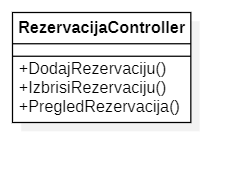 RezervacijaController
+DodajRezervaciju()
+IzbrisiRezervaciju()
+PregledRezervacija()